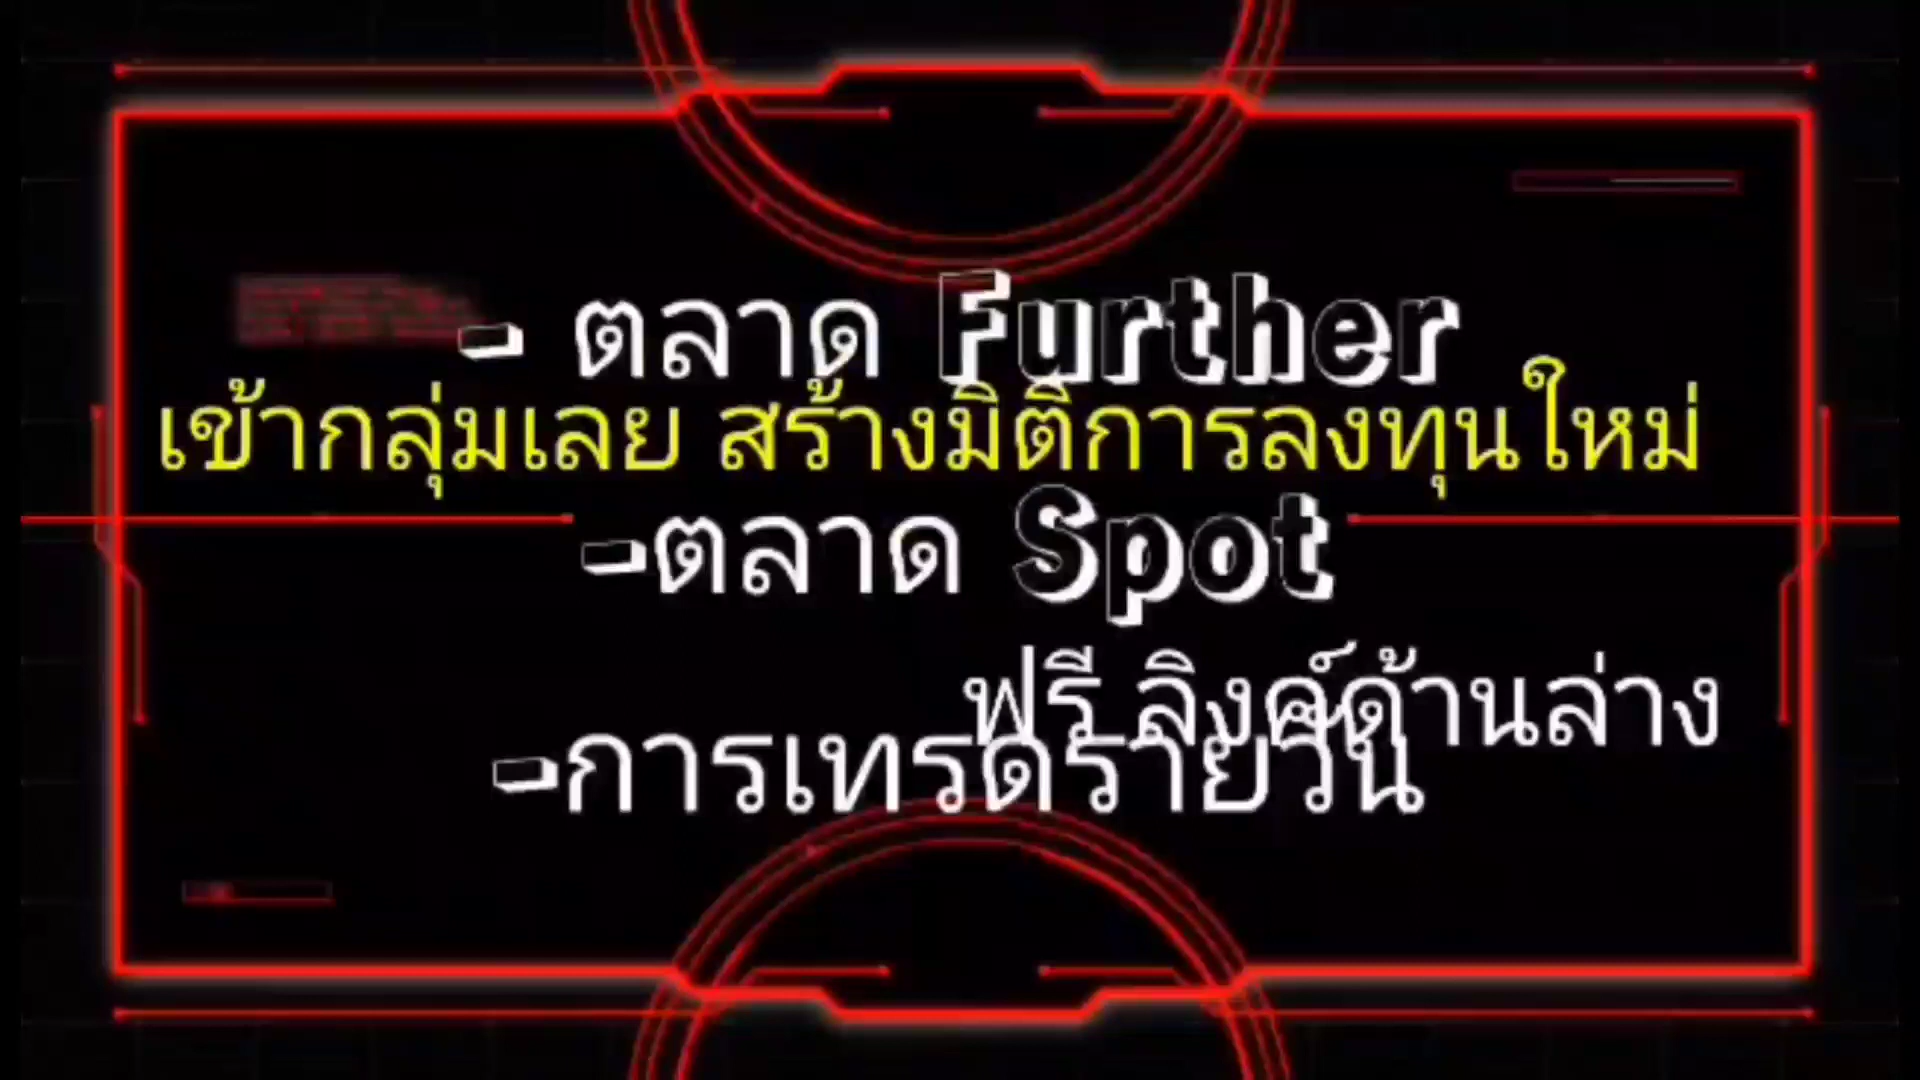 - ตลาด Further
เข้ากลุ่มเลย สร้างมิติการลงทุนใหม่
-ตลาด Spot
ฟรี ลิงค์ด้านล่าง
-การเทรดรายวัน